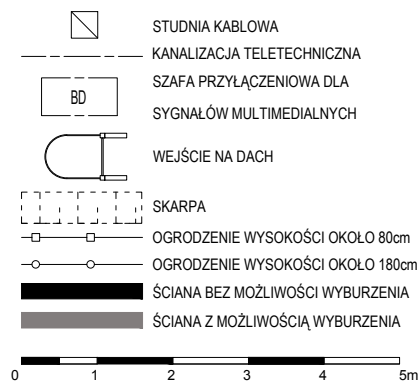 STUDNIA KABLOWA
KANALIZACJA TELETECHNICZNA
SZAFA PRZYŁĄCZENIOWA DLA
BD
SYGNAŁÓW MULTIMEDIALNYCH
WEJŚCIE NA DACH
SKARPA
OGRODZENIE WYSOKOŚCI OKOŁO 80cm
OGRODZENIE WYSOKOŚCI OKOŁO 180cm
ŚCIANA BEZ MOŻLIWOŚCI WYBURZENIA
ŚCIANA Z MOŻLIWOŚCIĄ WYBURZENIA
0 1 2 3 4 5m